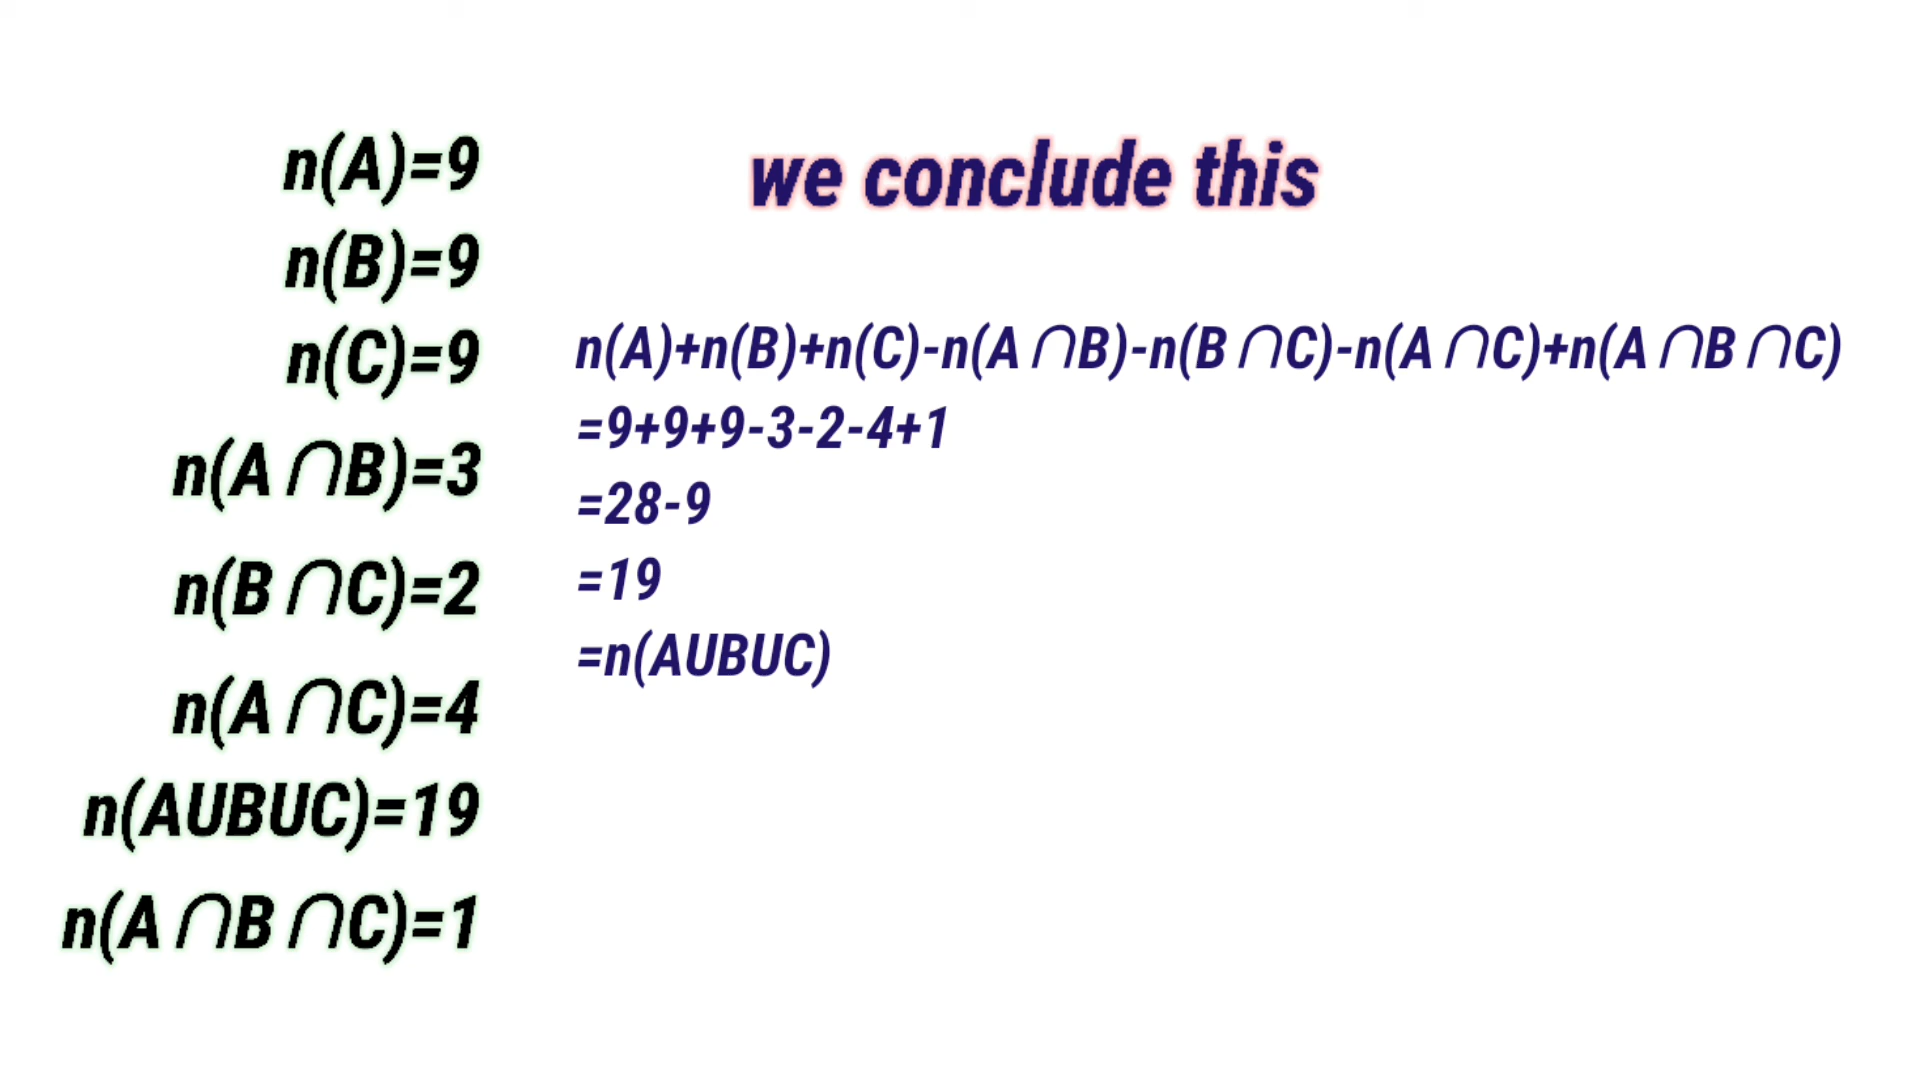 n(A)=9
n(B)=9
n(C)=9
n(A∩B)=3
n(B∩C)=2
n(A∩C)=4
n(AUBUC)=19
n(A∩B∩C)=1
we conclude this
n(A)+n(B)+n(C)-n(A∩B)-n(B∩C)-n(A∩C)+n(A∩B∩C)
=9+9+9-3-2-4+1
=28-9
=19
=n(AUBUC)